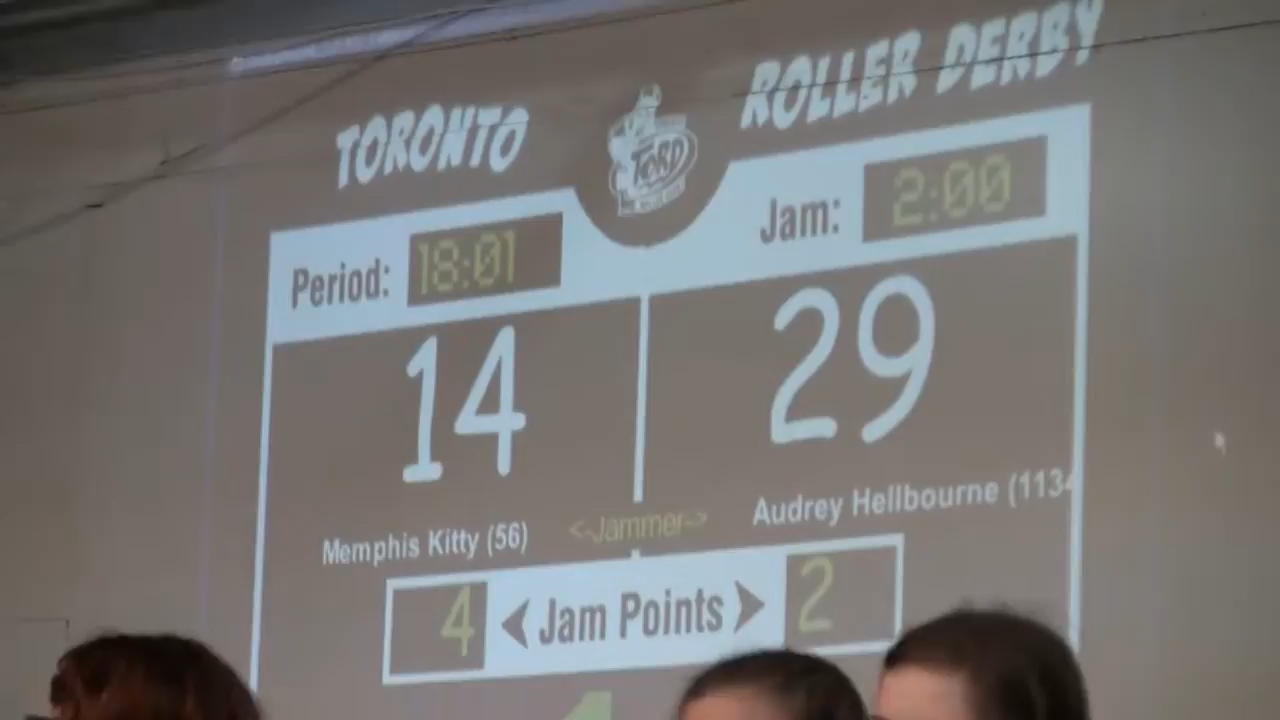 TORONTO ROLLER DERBY
TORD
Period: 18:01 Jam: 2:00
14 29
Memphis Kitty (56) <-Jammer-> Audrey Hellbourne (1134
4 Jam Points 2